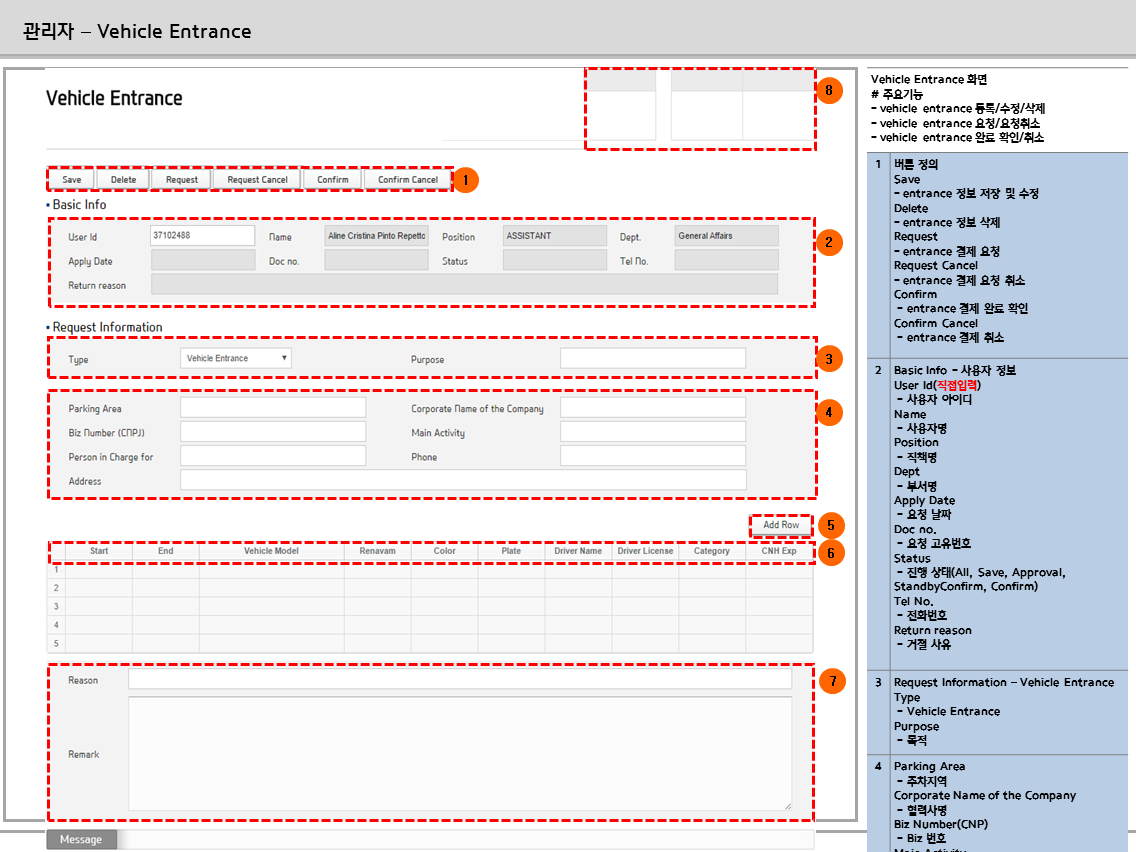 관리자 – Vehicle Entrance
Vehicle Entrance
8
Save Delete Request Request Cancel Confirm Confirm Cancel
1
• Basic Info
User Id 37102488 Name Aline Cristina Pinto Repetto Position ASSISTANT Dept. General Affairs
2
Apply Date Doc no. Status Tel No.
Return reason
• Request Information
Type Vehicle Entrance Purpose
3
Parking Area Corporate Name of the Company
4
Biz Number (CNPJ) Main Activity
Person in Charge for Phone
Address
Add Row
5
Start End Vehicle Model Renavam Color Plate Driver Name Driver License Category CNH Exp
6
1
2
3
4
5
Reason
7
Remark
Message
Vehicle Entrance 화면
# 주요기능
- vehicle entrance 등록/수정/삭제
- vehicle entrance 요청/요청취소
- vehicle entrance 완료 확인/취소
1 버튼 정의
Save
- entrance 정보 저장 및 수정
Delete
- entrance 정보 삭제
Request
- entrance 결제 요청
Request Cancel
- entrance 결제 요청 취소
Confirm
- entrance 결제 완료 확인
Confirm Cancel
- entrance 결제 취소
2 Basic Info - 사용자 정보
User Id(직접입력)
- 사용자 아이디
Name
- 사용자명
Position
- 직책명
Dept
- 부서명
Apply Date
- 요청 날짜
Doc no.
- 요청 고유번호
Status
- 진행 상태(All, Save, Approval,
StandbyConfirm, Confirm)
Tel No.
- 전화번호
Return reason
- 거절 사유
3 Request Information – Vehicle Entrance
Type
- Vehicle Entrance
Purpose
- 목적
4 Parking Area
- 주차지역
Corporate Name of the Company
- 협력사명
Biz Number(CNP)
- Biz 번호
Main Activity